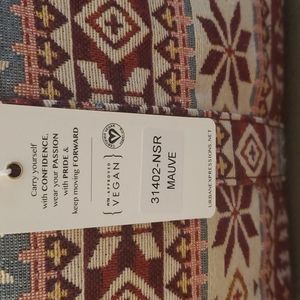 Carry yourself
with CONFIDENCE,
wear your PASSION
with PRIDE &
keep moving FORWARD
APPROVED
VEGAN
31402-NSR
MAUVE
URBANEXPRESSIONS.NET